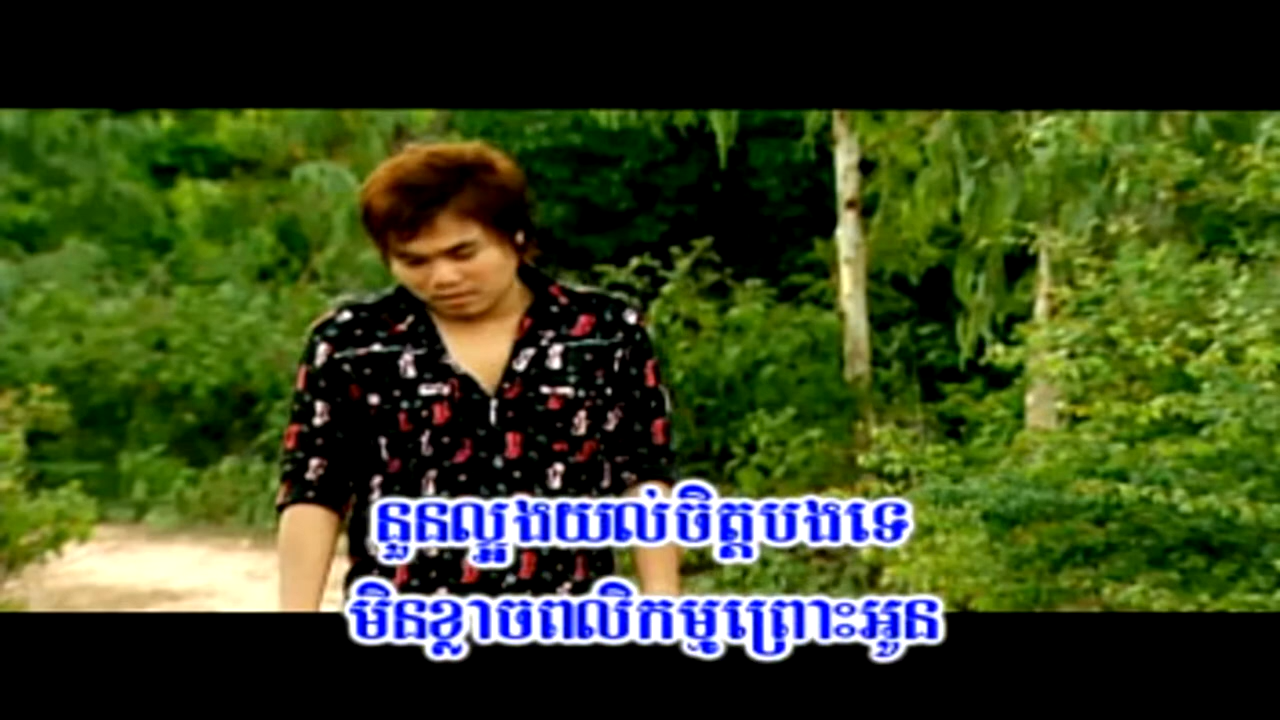 នួនល្អងយល់ចិត្តបងទេ
មិនខ្លាចពលិកម្មព្រោះអូន